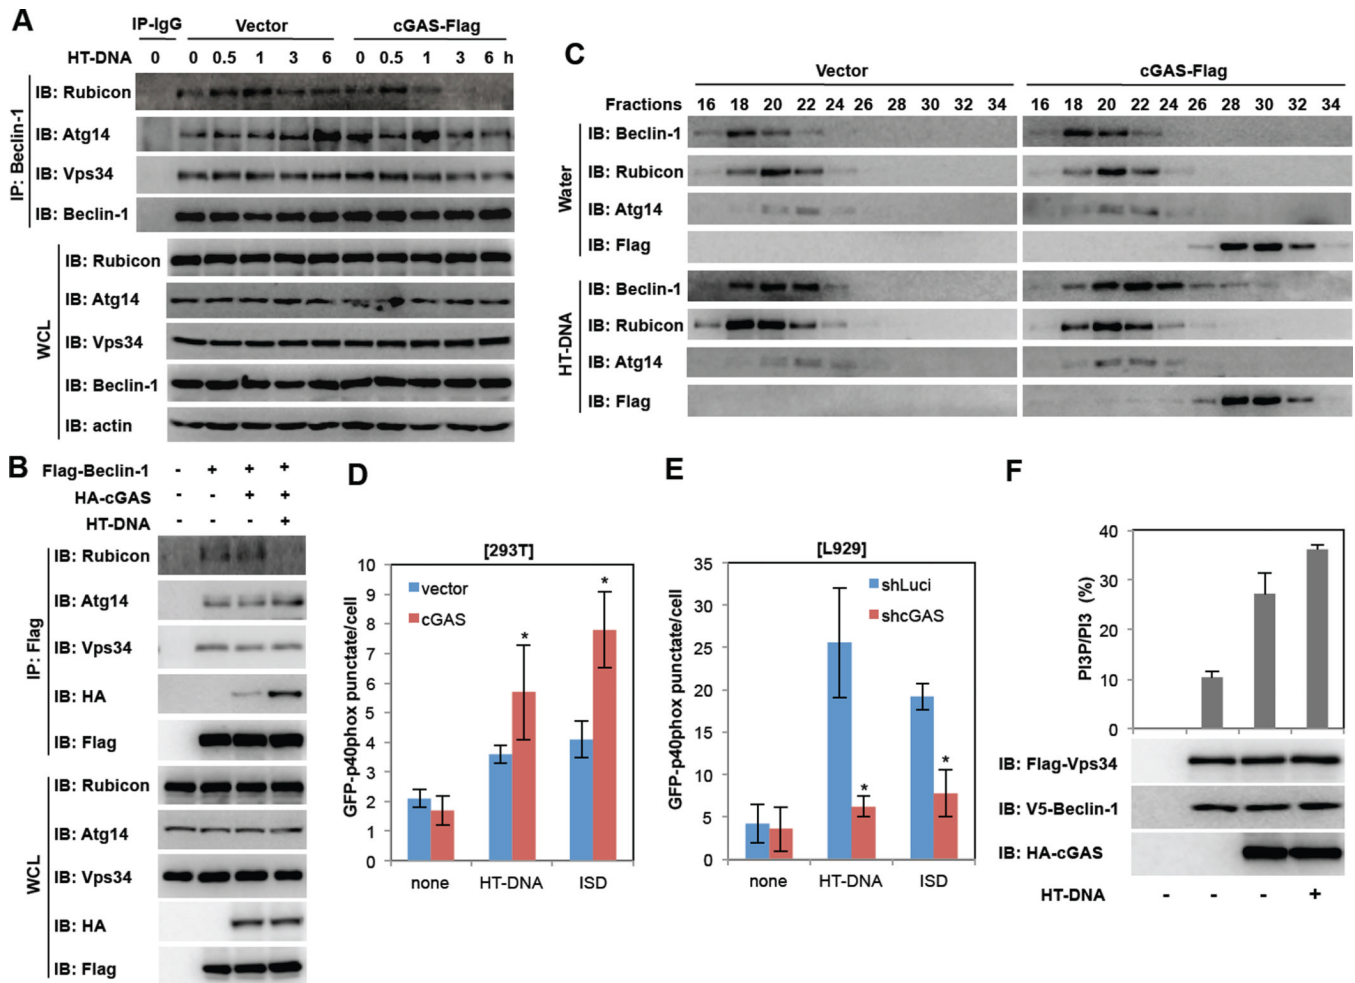 A
IP-IgG Vector cGAS-Flag
HT-DNA 0 0 0.5 1 3 6 0 0.5 1 3 6 h
IP: Beclin-1
IB: Rubicon
IB: Atg14
IB: Vps34
IB: Beclin-1
WCL
IB: Rubicon
IB: Atg14
IB: Vps34
IB: Beclin-1
IB: actin
B
Flag-Beclin-1 - + + +
HA-cGAS - - + +
HT-DNA - - - +
IP: Flag
IB: Rubicon
IB: Atg14
IB: Vps34
IB: HA
IB: Flag
WCL
IB: Rubicon
IB: Atg14
IB: Vps34
IB: HA
IB: Flag
C
Vector cGAS-Flag
Fractions 16 18 20 22 24 26 28 30 32 34 16 18 20 22 24 26 28 30 32 34
Water
IB: Beclin-1
IB: Rubicon
IB: Atg14
IB: Flag
HT-DNA
IB: Beclin-1
IB: Rubicon
IB: Atg14
IB: Flag
D
[293T]
GFP-p40phox punctate/cell
10
9
8
7
6
5
4
3
2
1
0
vector
cGAS
*
*
none HT-DNA ISD
E
[L929]
GFP-p40phox punctate/cell
35
30
25
20
15
10
5
0
shLuci
shcGAS
*
*
none HT-DNA ISD
F
PI3P/PI3 (%)
40
30
20
10
0
IB: Flag-Vps34
IB: V5-Beclin-1
IB: HA-cGAS
HT-DNA - - - +